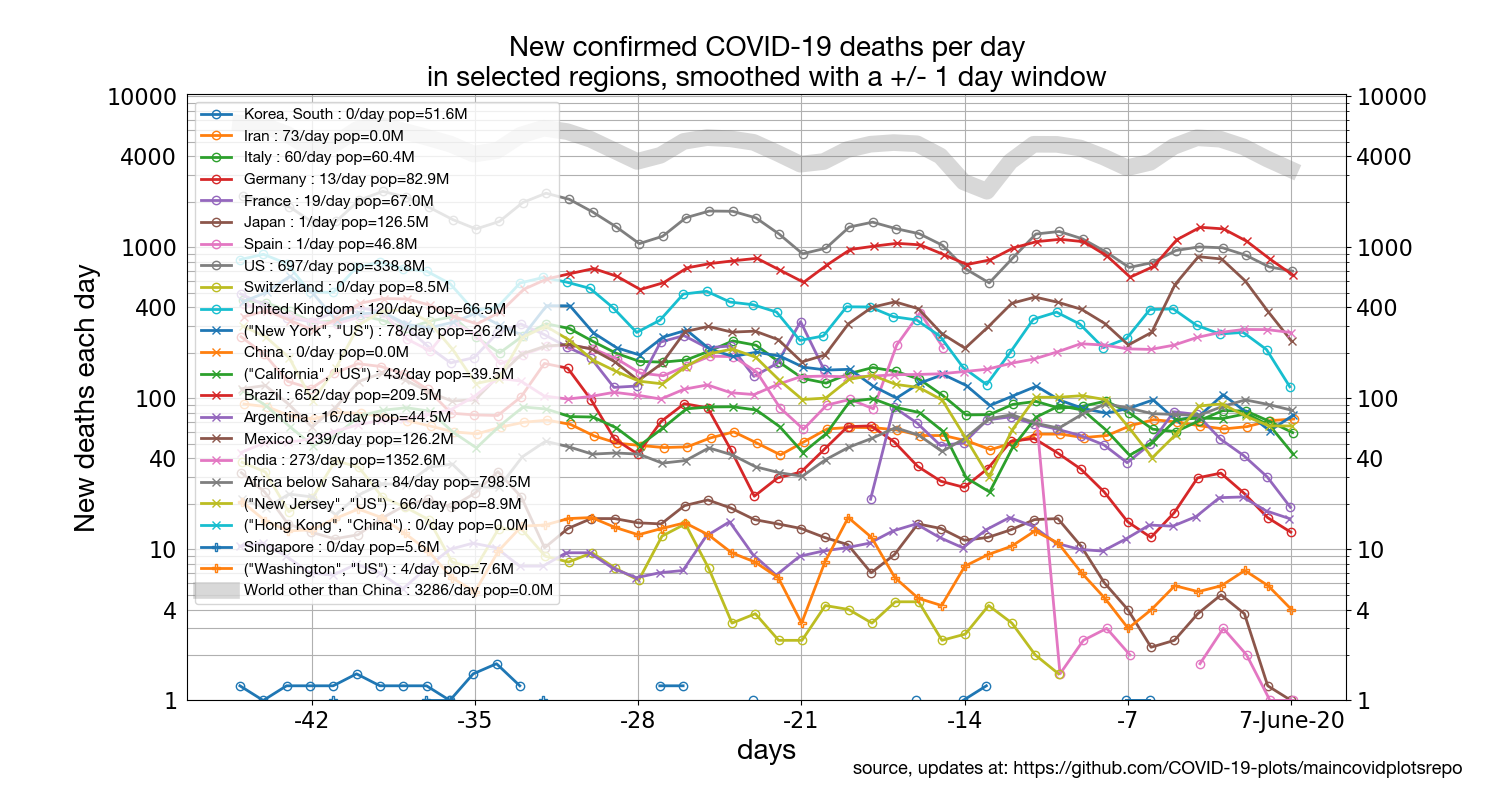 New confirmed COVID-19 deaths per day
in selected regions, smoothed with a +/- 1 day window
New deaths each day
10000
4000
1000
400
100
40
10
4
1
Korea, South : 0/day pop=51.6M
Iran : 73/day pop=0.0M
Italy : 60/day pop=60.4M
Germany : 13/day pop=82.9M
France : 19/day pop=67.0M
Japan : 1/day pop=126.5M
Spain : 1/day pop=46.8M
US : 697/day pop=338.8M
Switzerland : 0/day pop=8.5M
United Kingdom : 120/day pop=66.5M
("New York", "US") : 78/day pop=26.2M
China : 0/day pop=0.0M
("California", "US") : 43/day pop=39.5M
Brazil : 652/day pop=209.5M
Argentina : 16/day pop=44.5M
Mexico : 239/day pop=126.2M
India : 273/day pop=1352.6M
Africa below Sahara : 84/day pop=798.5M
("New Jersey", "US") : 66/day pop=8.9M
("Hong Kong", "China") : 0/day pop=0.0M
Singapore : 0/day pop=5.6M
("Washington", "US") : 4/day pop=7.6M
World other than China : 3286/day pop=0.0M
10000
4000
1000
400
100
40
10
4
1
-42 -35 -28 -21 -14 -7 7-June-20
days
source, updates at: https://github.com/COVID-19-plots/maincovidplotsrepo